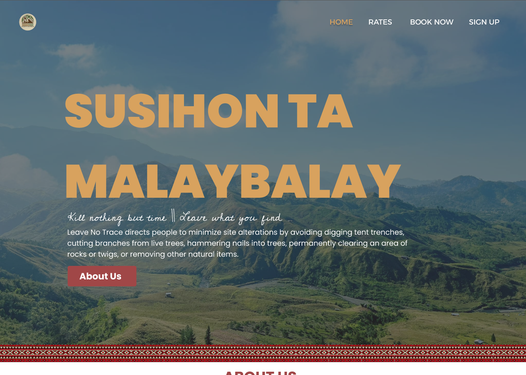 HOME RATES BOOK NOW SIGN UP
SUSIHON TA
MALAYBALAY
Kill nothing but time || Leave what you find
Leave No Trace directs people to minimize site alterations by avoiding digging tent trenches,
cutting branches from live trees, hammering nails into trees, permanently clearing an area of
rocks or twigs, or removing other natural items.
About Us
ABOUT US